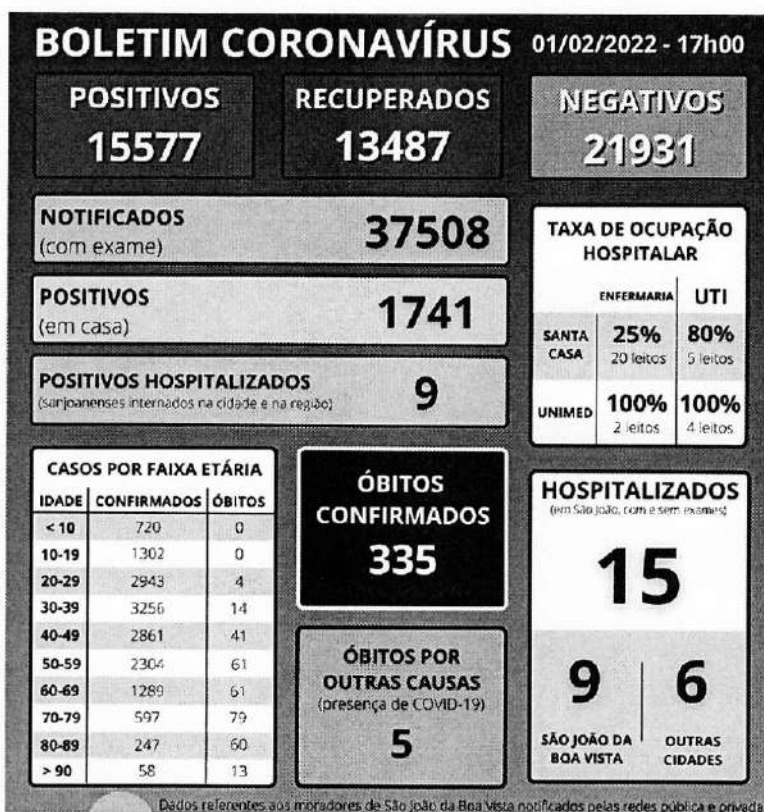 BOLETIM CORONAVÍRUS 01/02/2022 - 17h00
POSITIVOS
15577
RECUPERADOS
13487
NEGATIVOS
21931
NOTIFICADOS
(com exame)
37508
POSITIVOS
(em casa)
1741
POSITIVOS HOSPITALIZADOS
(sanjoanenses internados na cidade e na região)
9
TAXA DE OCUPAÇÃO
HOSPITALAR
ENFERMARIA UTI
SANTA CASA 25% 80%
20 leitos 5 leitos
UNIMED 100% 100%
2 leitos 4 leitos
CASOS POR FAIXA ETÁRIA
IDADE CONFIRMADOS ÓBITOS
< 10 720 0
10-19 1302 0
20-29 2943 4
30-39 3256 14
40-49 2861 41
50-59 2304 61
60-69 1289 61
70-79 597 79
80-89 247 60
> 90 58 13
ÓBITOS
CONFIRMADOS
335
ÓBITOS POR
OUTRAS CAUSAS
(presença de COVID-19)
5
HOSPITALIZADOS
(em São João, com e sem exames)
15
9
SÃO JOÃO DA
BOA VISTA
6
OUTRAS
CIDADES
Dados referentes aos moradores de São João da Boa Vista notificados pelas redes pública e privada